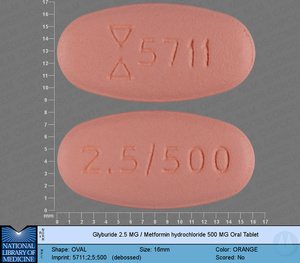 5711
2.5/500
Glyburide 2.5 MG / Metformin hydrochloride 500 MG Oral Tablet
NATIONAL
LIBRARY OF
MEDICINE
Shape: OVAL Size: 16mm Color: ORANGE
Imprint: 5711;2;5;500 (debossed) Scored: No